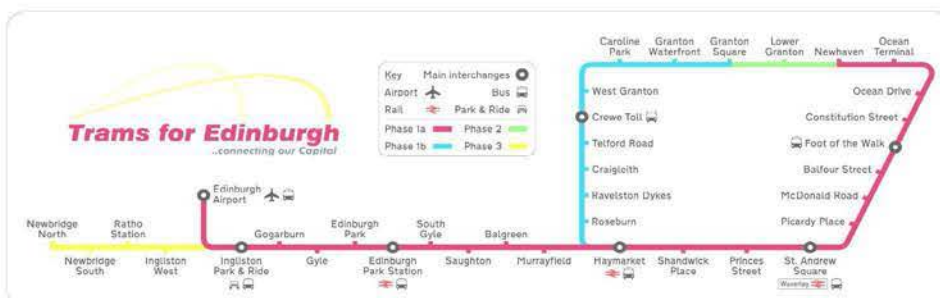 Trams for Edinburgh
...connecting our Capital
Key Main interchanges
Airport Bus
Rail Park & Ride
Phase 1a Phase 2
Phase 1b Phase 3
Caroline
Park
Granton
Waterfront
Granton
Square
Lower
Granton
Newhaven
Ocean
Terminal
West Granton
Crewe Toll
Telford Road
Craigleith
Ravelston Dykes
Roseburn
Ocean Drive
Constitution Street
Foot of the Walk
Balfour Street
McDonald Road
Picardy Place
Edinburgh
Airport
Newbridge
North
Newbridge
South
Ratho
Station
Ingliston
West
Ingliston
Park & Ride
Gogarburn
Gyle
Edinburgh
Park
Edinburgh
Park Station
South
Gyle
Saughton
Balgreen
Murrayfield
Haymarket
Shandwick
Place
Princes
Street
St. Andrew
Square
Waverley